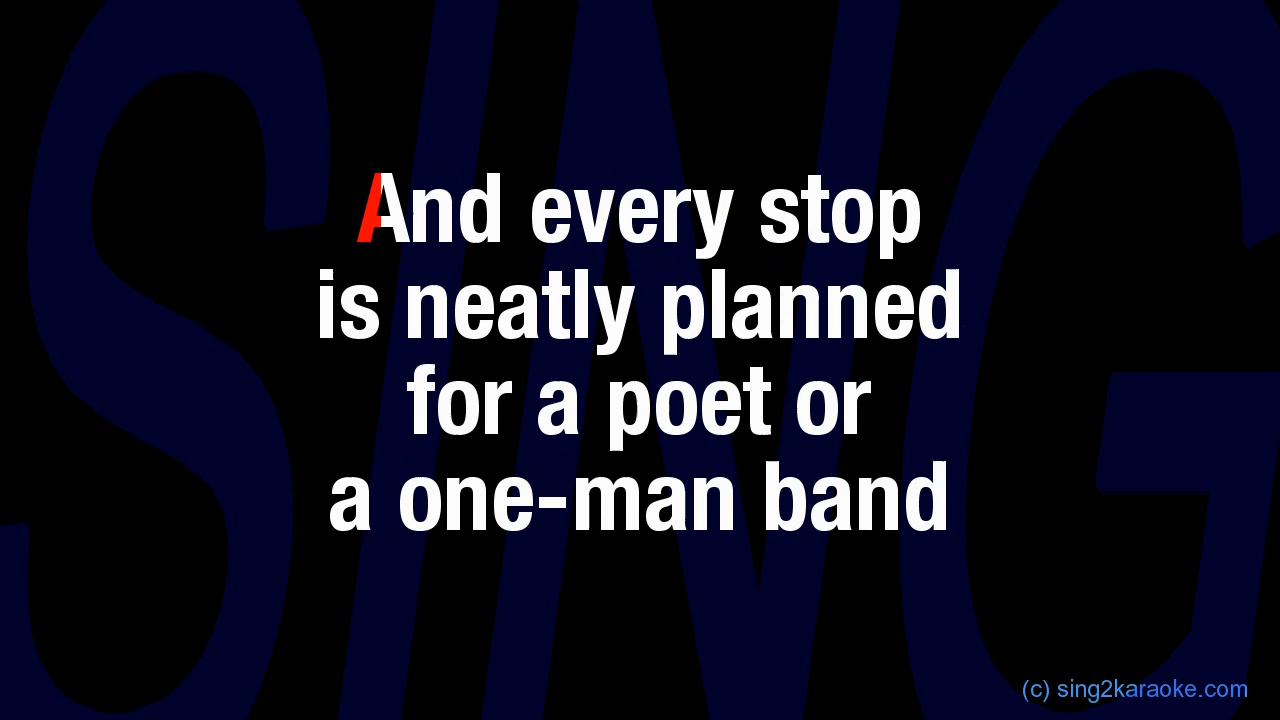 SING
And every stop
is neatly planned
for a poet or
a one-man band
(c) sing2karaoke.com